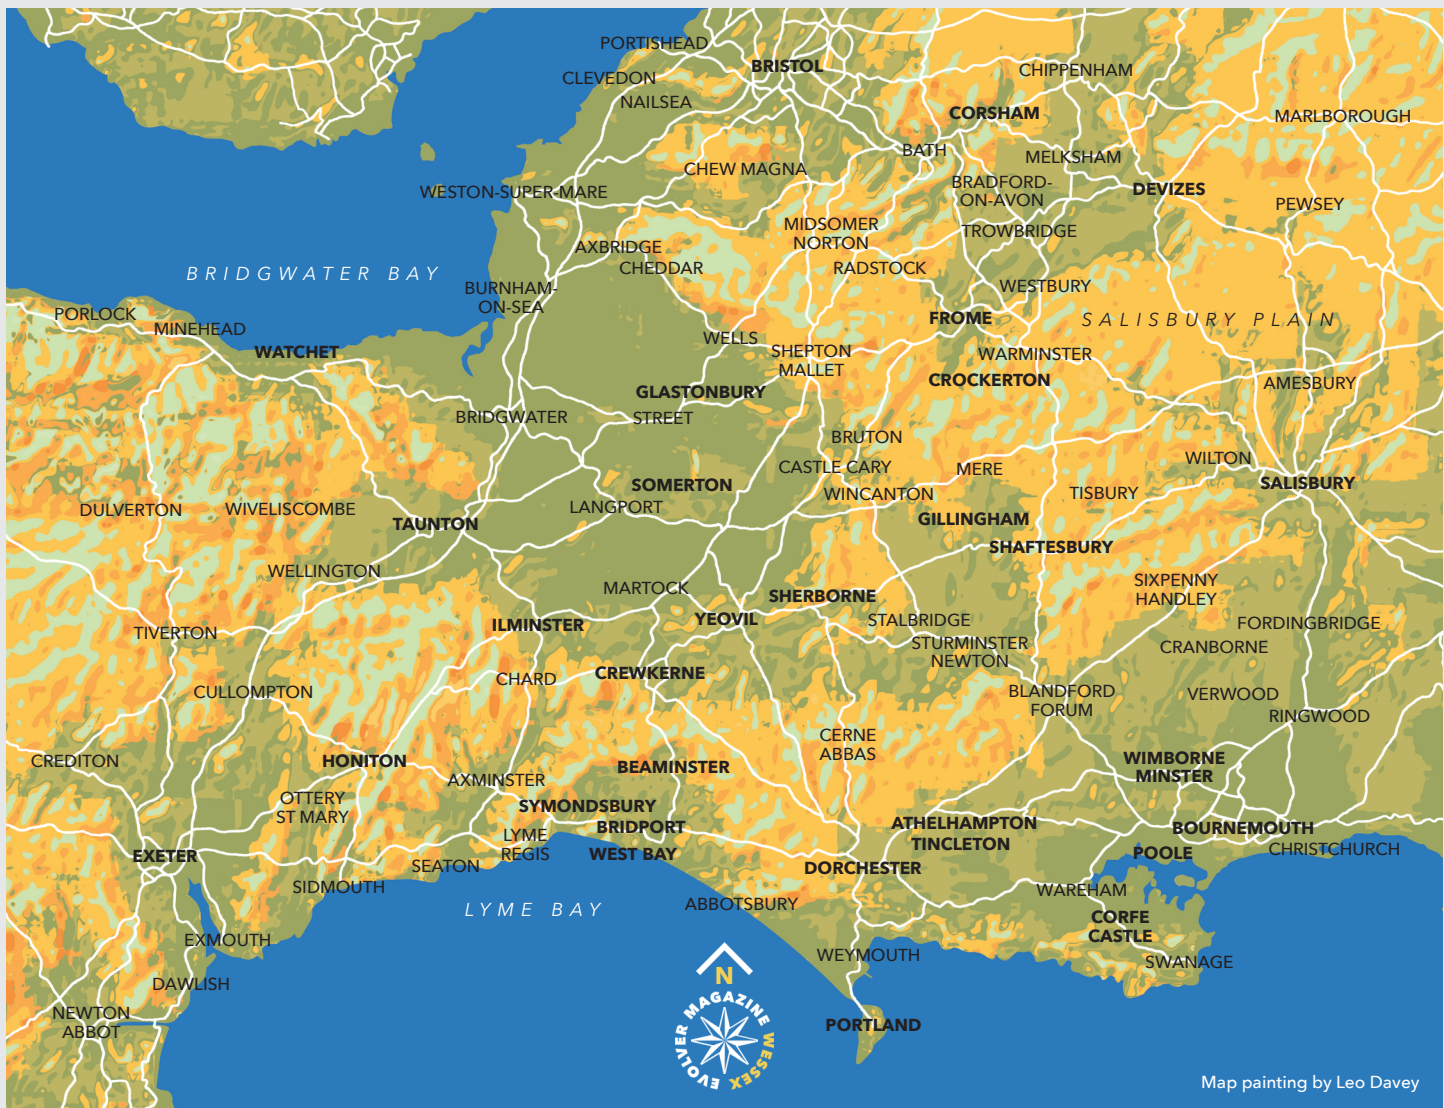 PORTISHEAD
BRISTOL
CHIPPENHAM
CLEVEDON
NAILSEA
CORSHAM
MARLBOROUGH
BATH
MELKSHAM
CHEW MAGNA
WESTON-SUPER-MARE
BRADFORD-
ON-AVON
DEVIZES
PEWSEY
MIDSOMER
NORTON
TROWBRIDGE
AXBRIDGE
CHEDDAR
RADSTOCK
BRIDGWATER BAY
BURNHAM-
ON-SEA
WESTBURY
PORLOCK
MINEHEAD
FROME
SALISBURY PLAIN
WATCHET
WELLS
SHEPTON
MALLET
WARMINSTER
CROCKERTON
AMESBURY
GLASTONBURY
BRIDGWATER
STREET
BRUTON
CASTLE CARY
MERE
WILTON
SOMERTON
WINCANTON
TISBURY
SALISBURY
DULVERTON
WIVELISCOMBE
TAUNTON
LANGPORT
GILLINGHAM
SHAFTESBURY
WELLINGTON
MARTOCK
SHERBORNE
SIXPENNY
HANDLEY
TIVERTON
ILMINSTER
YEOVIL
STALBRIDGE
FORDINGBRIDGE
STURMINSTER
NEWTON
CRANBORNE
CULLOMPTON
CHARD
CREWKERNE
BLANDFORD
FORUM
VERWOOD
RINGWOOD
CERNE
ABBAS
CREDITON
HONITON
AXMINSTER
BEAMINSTER
WIMBORNE
MINSTER
OTTERY
ST MARY
SYMONDSBURY
BRIDPORT
ATHELHAMPTON
TINCLETON
BOURNEMOUTH
LYME
REGIS
WEST BAY
EXETER
SEATON
DORCHESTER
POOLE
CHRISTCHURCH
SIDMOUTH
LYME BAY
ABBOTSBURY
WAREHAM
CORFE
CASTLE
EXMOUTH
WEYMOUTH
SWANAGE
DAWLISH
NEWTON
ABBOT
N
EVOLVER MAGAZINE WESSEX
PORTLAND
Map painting by Leo Davey